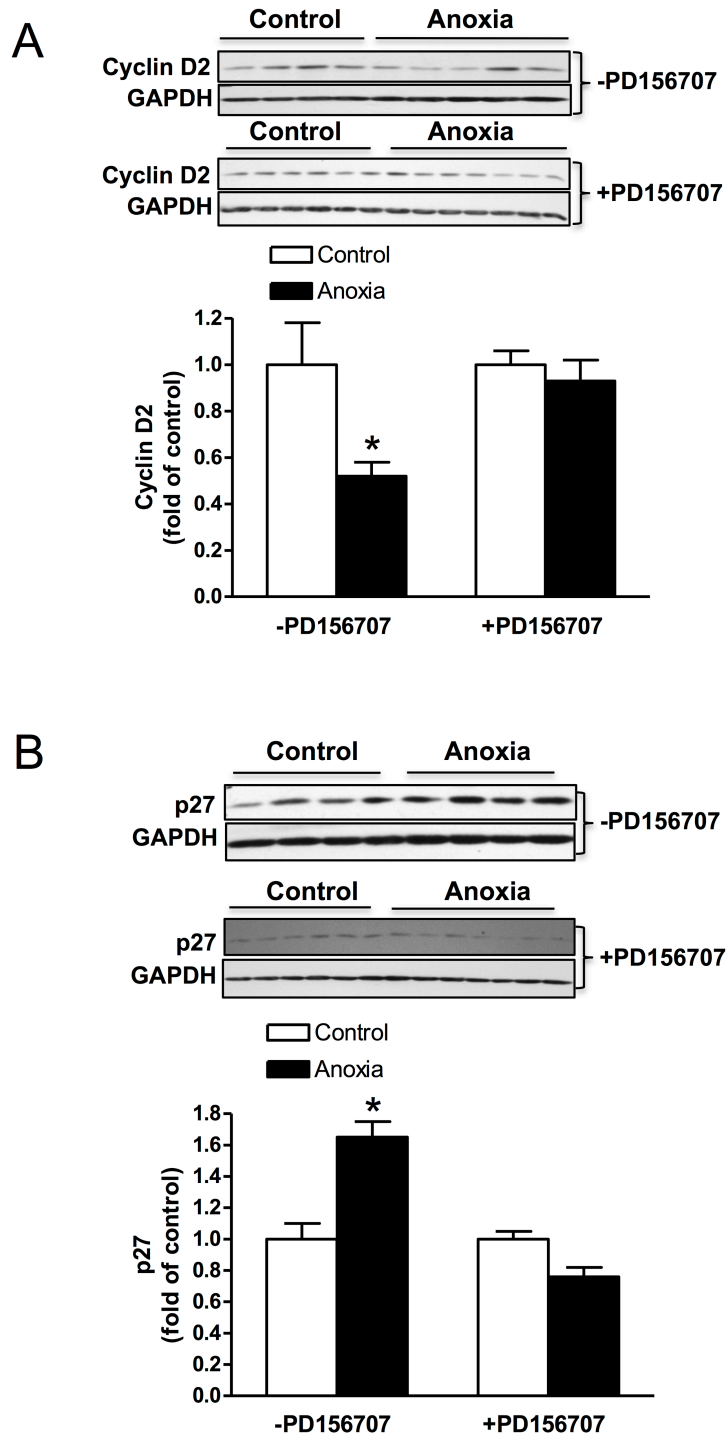 A
Control Anoxia
Cyclin D2
GAPDH
-PD156707
Control Anoxia
Cyclin D2
GAPDH
+PD156707
Control
Anoxia
1.2
1.0
0.8
0.6
0.4
0.2
0.0
Cyclin D2
(fold of control)
*
-PD156707 +PD156707
B
Control Anoxia
p27
GAPDH
-PD156707
Control Anoxia
p27
GAPDH
+PD156707
Control
Anoxia
1.8
1.6
1.4
1.2
1.0
0.8
0.6
0.4
0.2
0.0
p27
(fold of control)
*
-PD156707 +PD156707